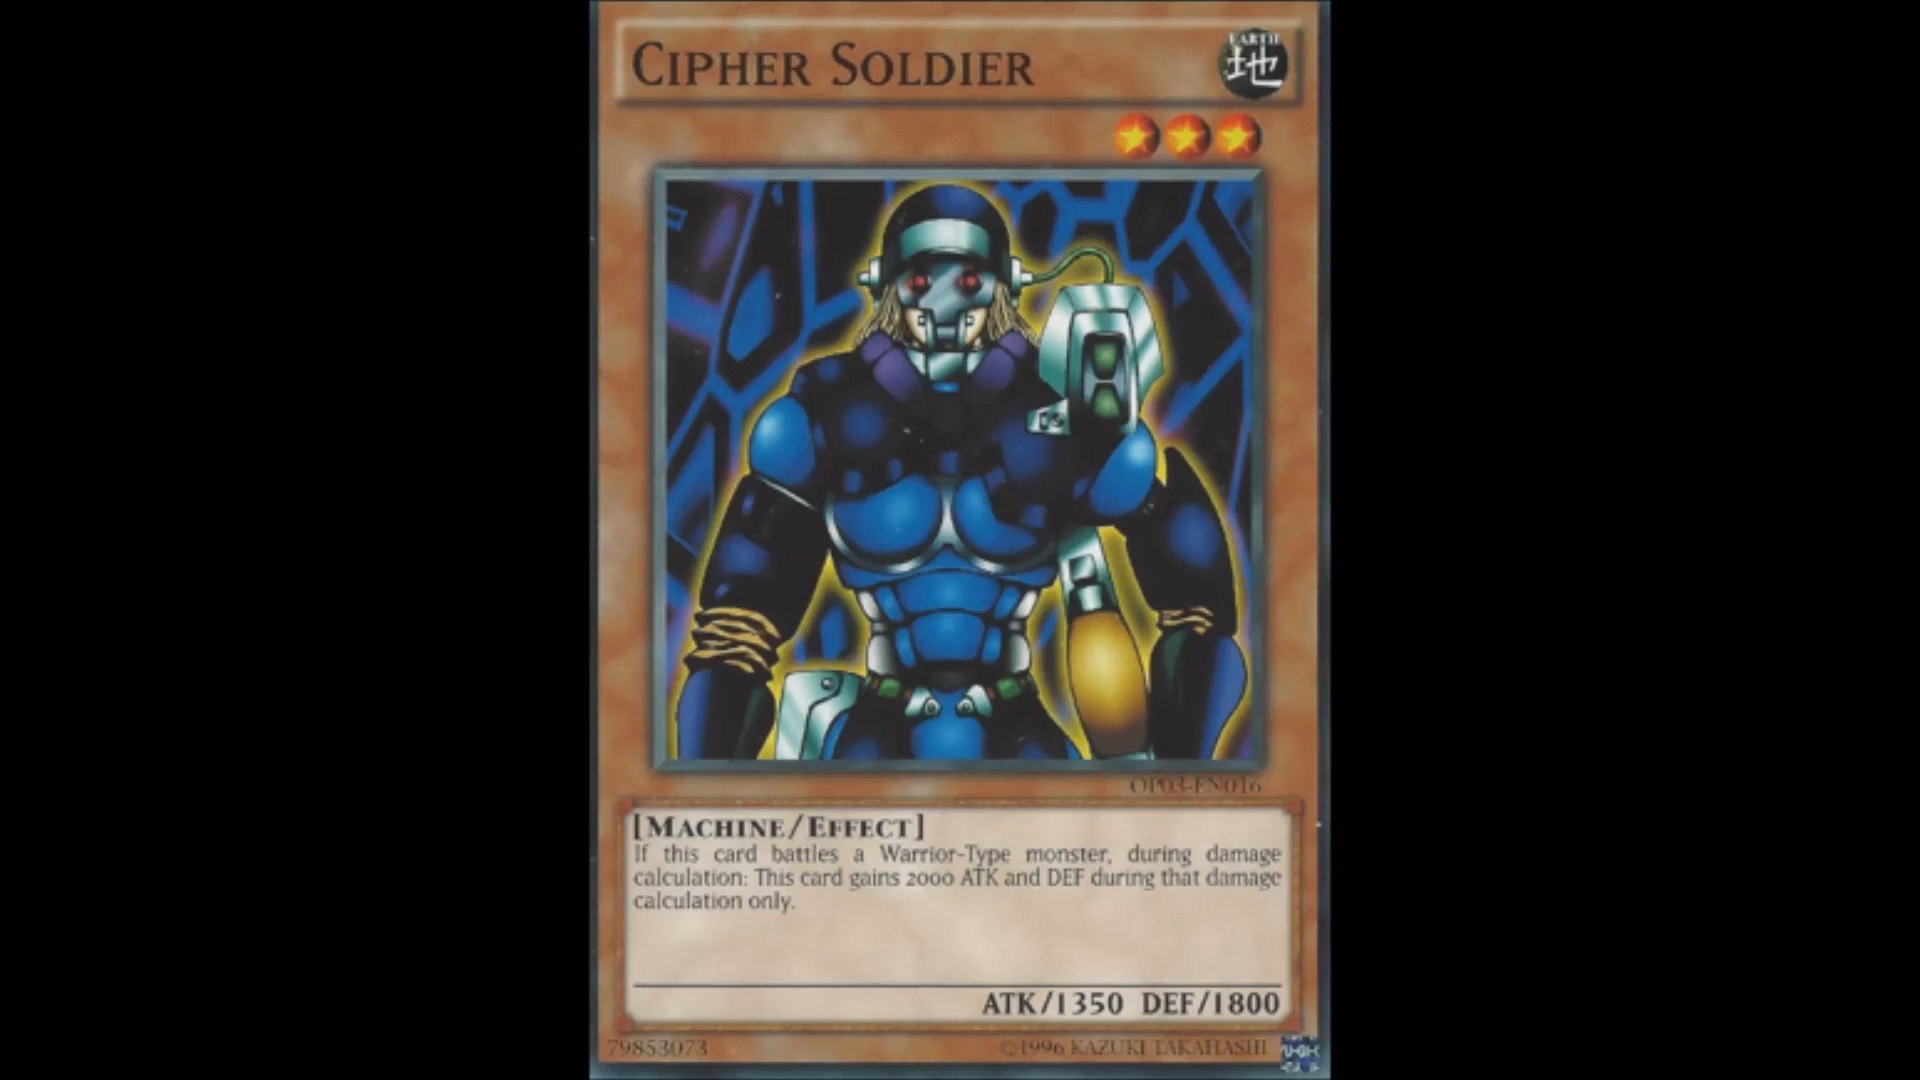 CIPHER SOLDIER
EARTH
地
OP03-EN016
[MACHINE/EFFECT]
If this card battles a Warrior-Type monster, during damage
calculation: This card gains 2000 ATK and DEF during that damage
calculation only.
ATK/1350 DEF/1800
79853073
©1996 KAZUKI TAKAHASHI